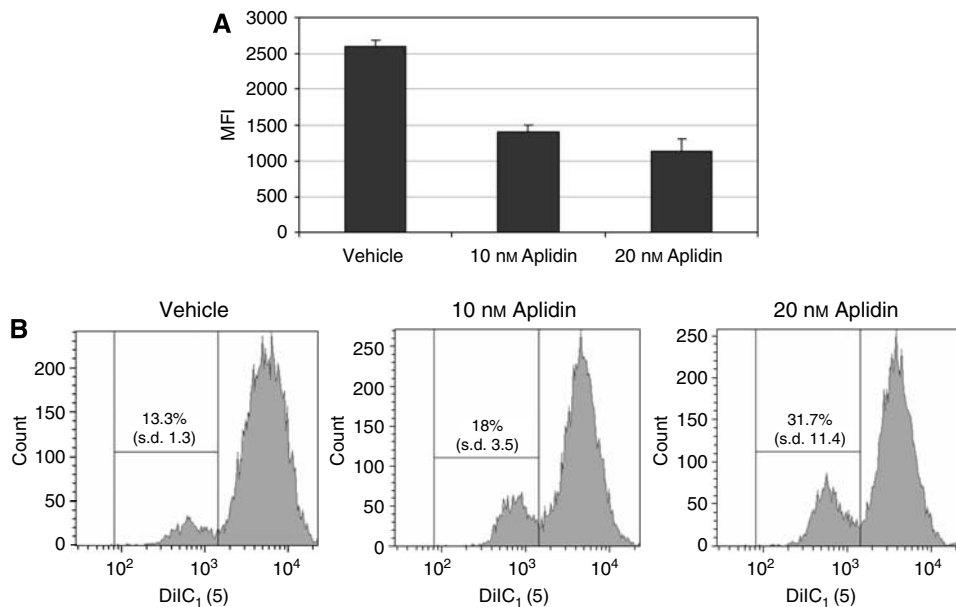 A
3000
2500
2000
1500
1000
500
0
MFI
Vehicle 10 nM Aplidin 20 nM Aplidin
B
Vehicle
200
150
100
50
0
Count
13.3%
(s.d. 1.3)
10² 10³ 10⁴
DilC₁ (5)
10 nM Aplidin
250
200
150
100
50
0
Count
18%
(s.d. 3.5)
10² 10³ 10⁴
DilC₁ (5)
20 nM Aplidin
250
200
150
100
50
0
Count
31.7%
(s.d. 11.4)
10² 10³ 10⁴
DilC₁ (5)